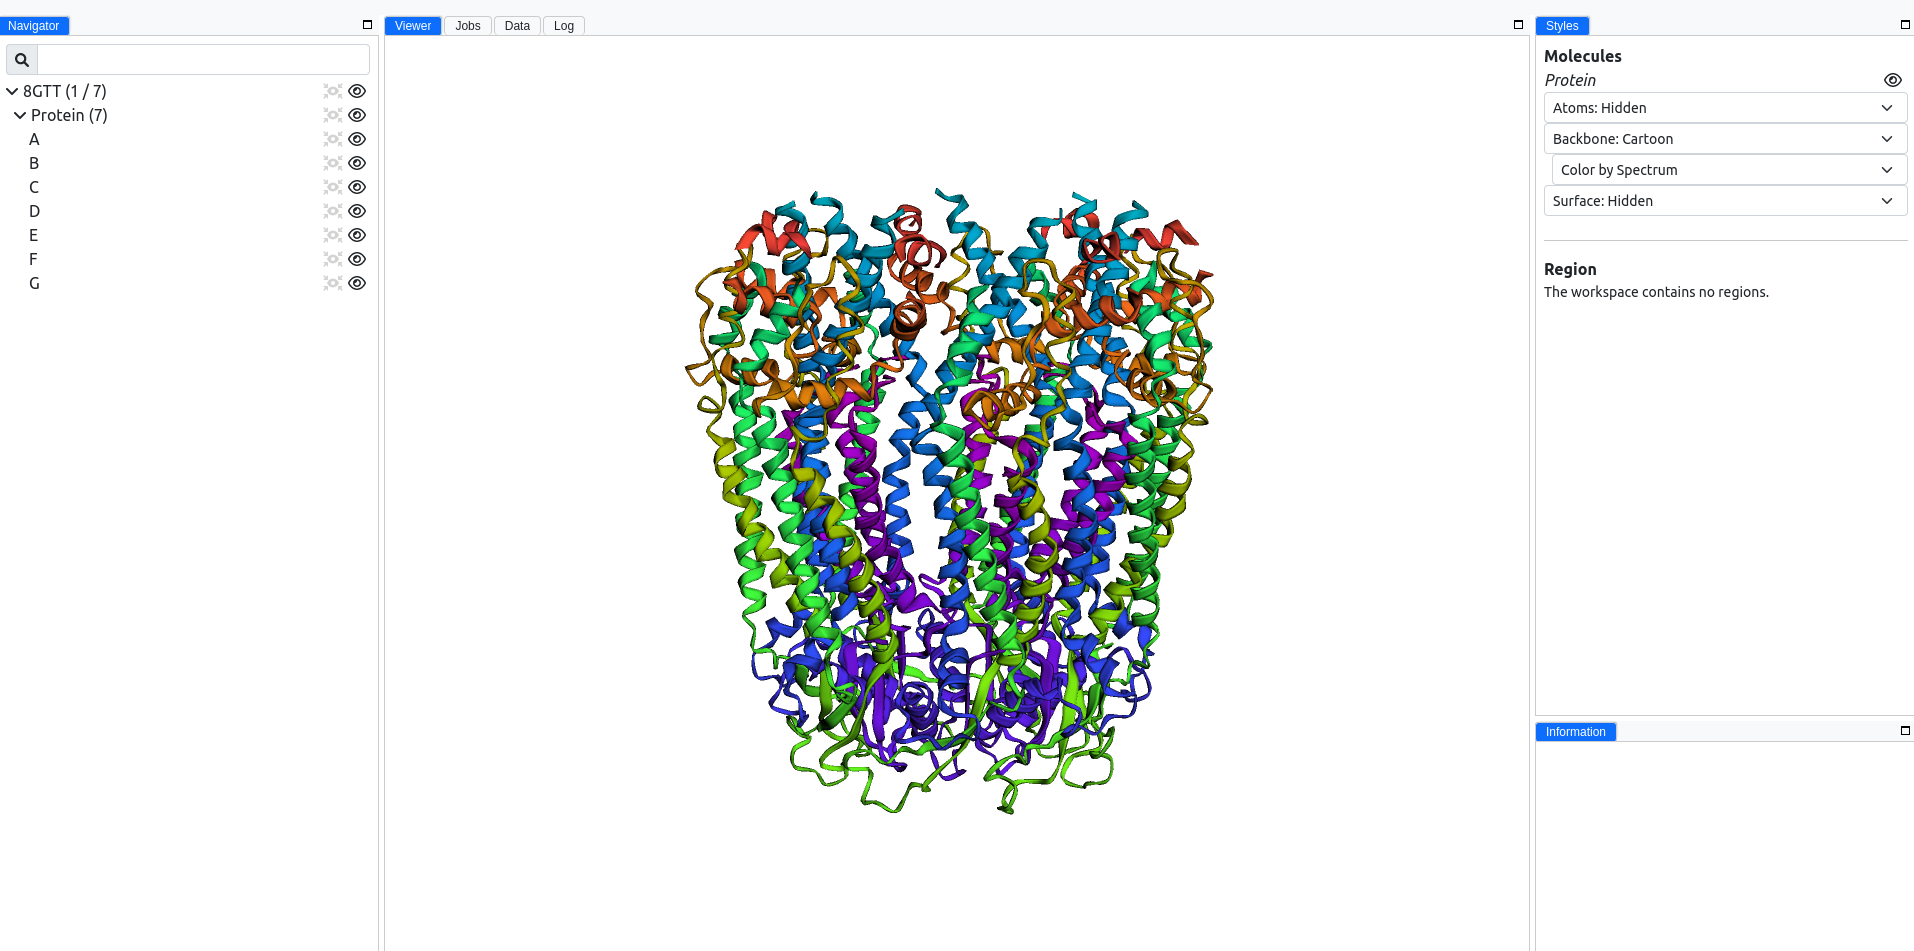 Navigator
8GTT (1 / 7)
Protein (7)
A
B
C
D
E
F
G
Viewer
Jobs
Data
Log
Styles
Molecules
Protein
Atoms: Hidden
Backbone: Cartoon
Color by Spectrum
Surface: Hidden
Region
The workspace contains no regions.
Information